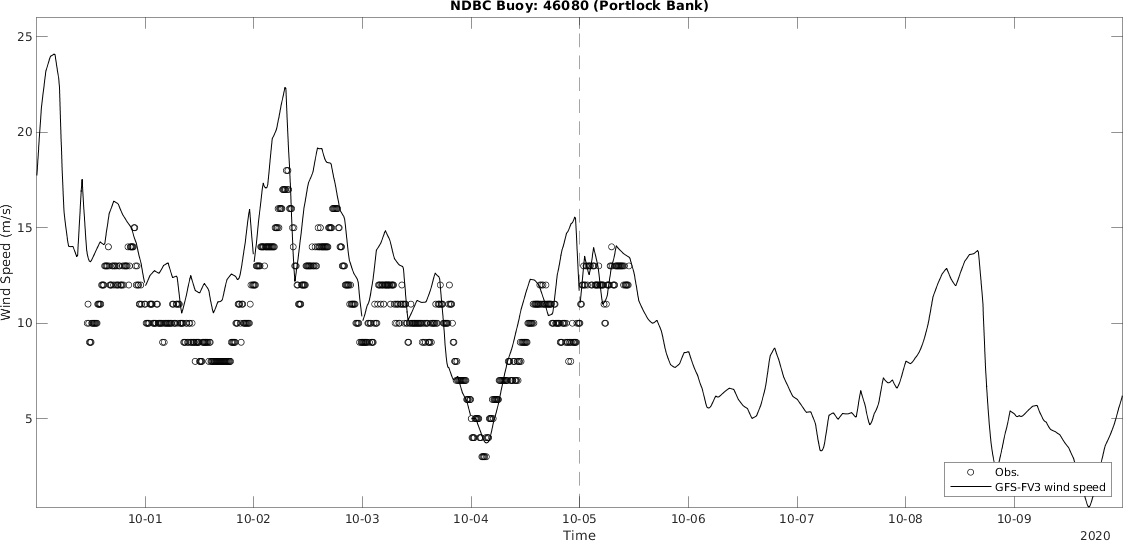 NDBC Buoy: 46080 (Portlock Bank)
25
20
15
10
5
Wind Speed (m/s)
10-01 10-02 10-03 10-04 10-05 10-06 10-07 10-08 10-09
Time
2020
Obs.
GFS-FV3 wind speed